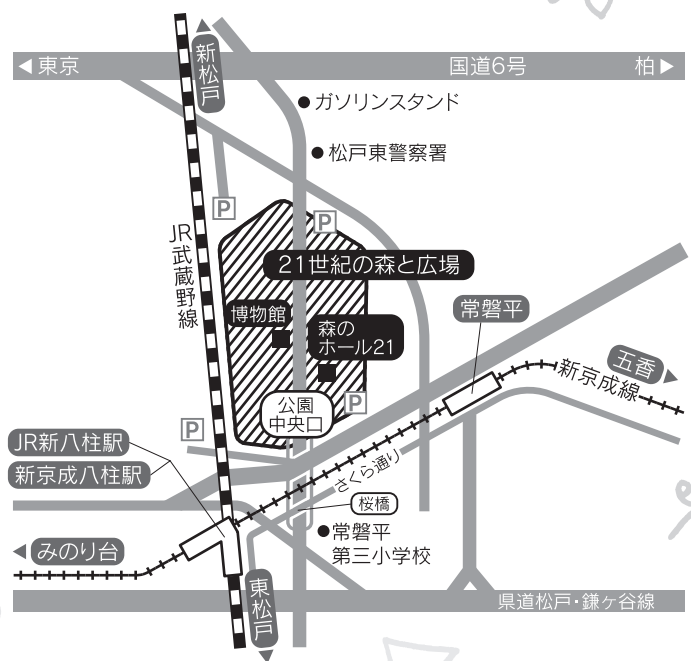 新松戸
◀東京
国道6号
柏▶
●ガソリンスタンド
●松戸東警察署
P
P
JR武蔵野線
21世紀の森と広場
博物館
森の
ホール21
常磐平
五香
新京成線
公園
中央口
P
P
JR新八柱駅
新京成八柱駅
さくら通り
桜橋
●常磐平
第三小学校
みのり台
東松戸
県道松戸・鎌ヶ谷線